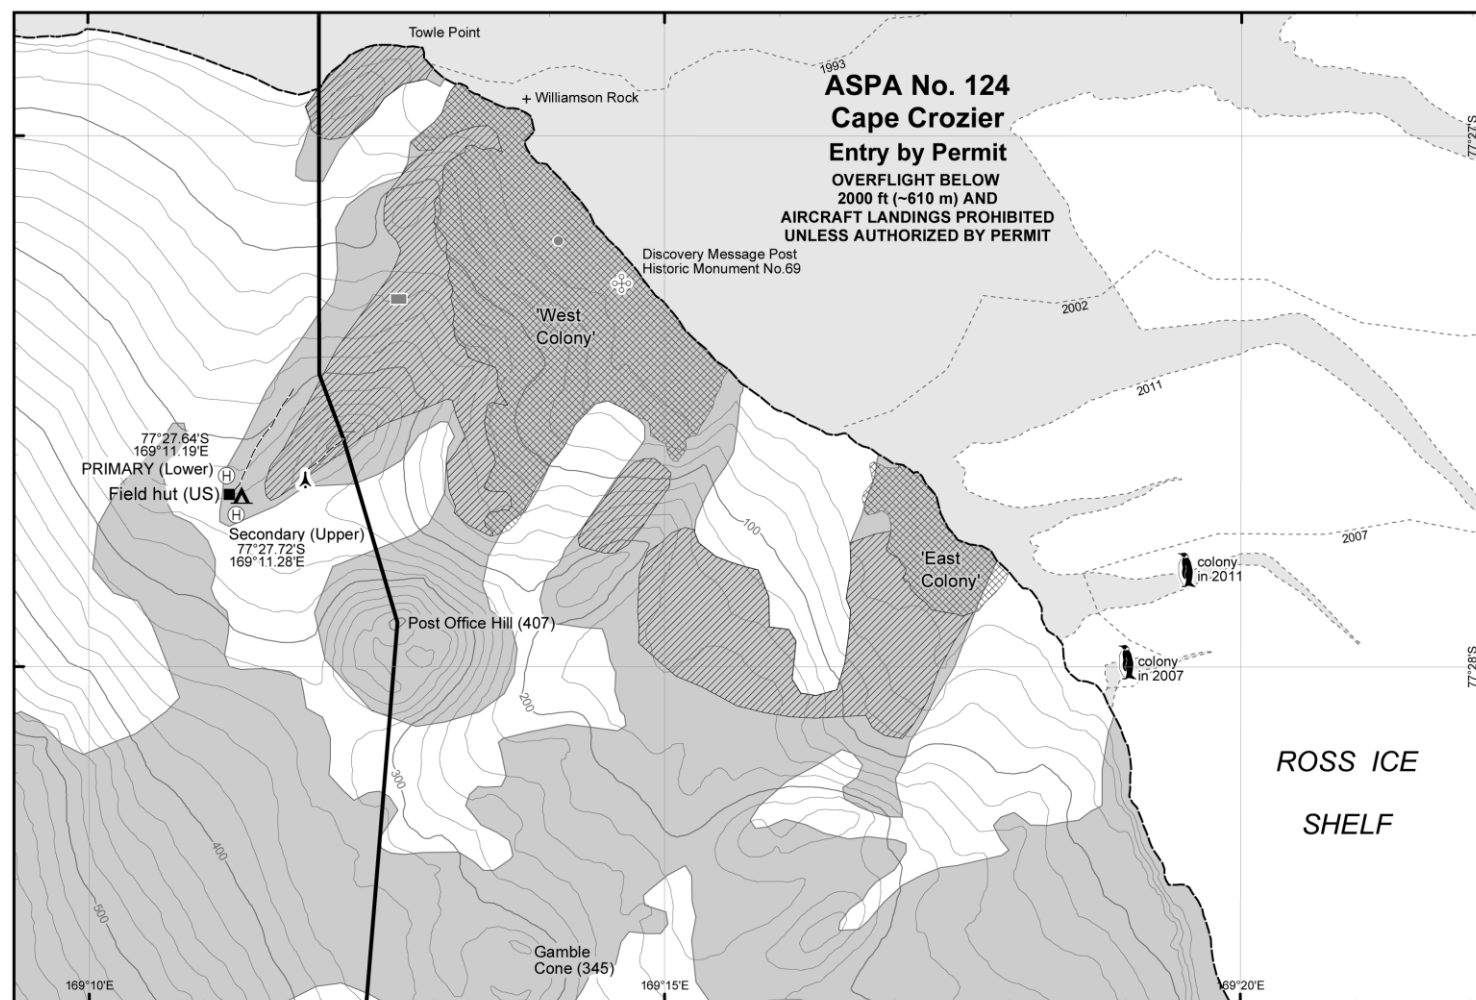 Towle Point
1993
ASPA No. 124
Cape Crozier
Entry by Permit
OVERFLIGHT BELOW
2000 ft (~610 m) AND
AIRCRAFT LANDINGS PROHIBITED
UNLESS AUTHORIZED BY PERMIT
Williamson Rock
77°27'S
Discovery Message Post
Historic Monument No.69
'West
Colony'
2002
2011
77°27.64'S
169°11.19'E
PRIMARY (Lower)
H
Field hut (US)
H
Secondary (Upper)
77°27.72'S
169°11.28'E
100
2007
'East
Colony'
colony
in 2011
Post Office Hill (407)
colony
in 2007
77°28'S
200
300
400
500
ROSS ICE
SHELF
Gamble
Cone (345)
169°10'E
169°15'E
169°20'E